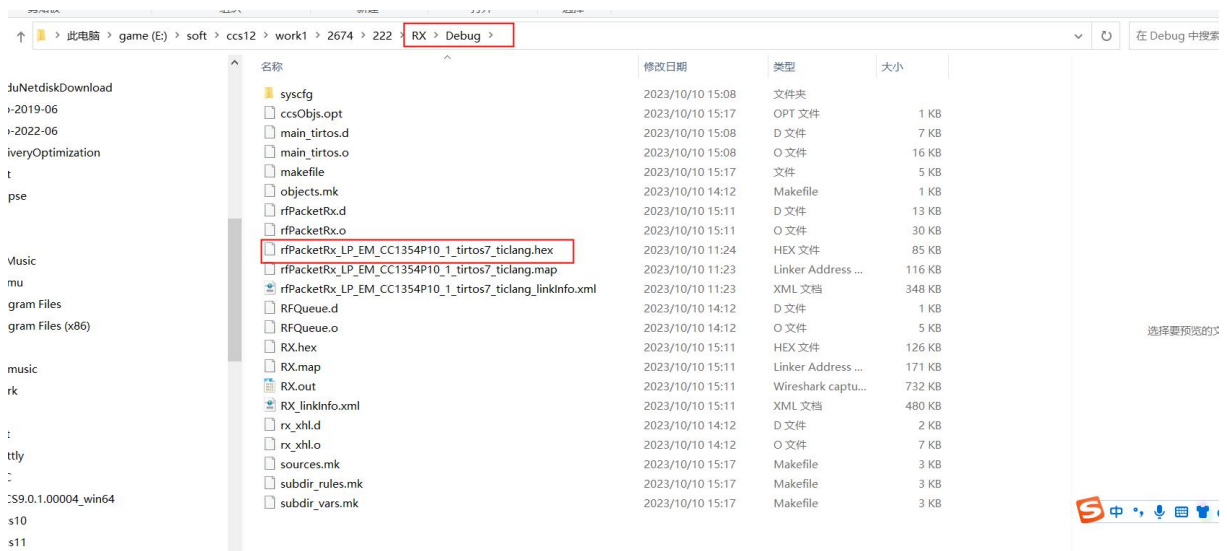 此电脑 > game (E:) > soft > ccs12 > work1 > 2674 > 222 > RX > Debug >
在 Debug 中搜索
名称 修改日期 类型 大小
duNetdiskDownload
o-2019-06
o-2022-06
iveryOptimization
t
pse
Music
mu
gram Files
gram Files (x86)
music
rk
t
ttly
CS9.0.1.00004_win64
s10
s11
syscfg 2023/10/10 15:08 文件夹
ccsObjs.opt 2023/10/10 15:17 OPT 文件 1 KB
main_tirtos.d 2023/10/10 15:08 D 文件 7 KB
main_tirtos.o 2023/10/10 15:08 O 文件 16 KB
makefile 2023/10/10 15:17 文件 5 KB
objects.mk 2023/10/10 14:12 Makefile 1 KB
rfPacketRx.d 2023/10/10 15:11 D 文件 13 KB
rfPacketRx.o 2023/10/10 15:11 O 文件 30 KB
rfPacketRx_LP_EM_CC1354P10_1_tirtos7_ticlang.hex 2023/10/10 11:24 HEX 文件 85 KB
rfPacketRx_LP_EM_CC1354P10_1_tirtos7_ticlang.map 2023/10/10 11:23 Linker Address ... 116 KB
rfPacketRx_LP_EM_CC1354P10_1_tirtos7_ticlang_linkInfo.xml 2023/10/10 11:23 XML 文档 348 KB
RFQueue.d 2023/10/10 14:12 D 文件 1 KB
RFQueue.o 2023/10/10 14:12 O 文件 5 KB
RX.hex 2023/10/10 15:11 HEX 文件 126 KB
RX.map 2023/10/10 15:11 Linker Address ... 171 KB
RX.out 2023/10/10 15:11 Wireshark captu... 732 KB
RX_linkInfo.xml 2023/10/10 15:11 XML 文档 480 KB
rx_xhl.d 2023/10/10 14:12 D 文件 2 KB
rx_xhl.o 2023/10/10 14:12 O 文件 7 KB
sources.mk 2023/10/10 15:17 Makefile 3 KB
subdir_rules.mk 2023/10/10 15:17 Makefile 3 KB
subdir_vars.mk 2023/10/10 15:17 Makefile 3 KB
选择要预览的文
S 中